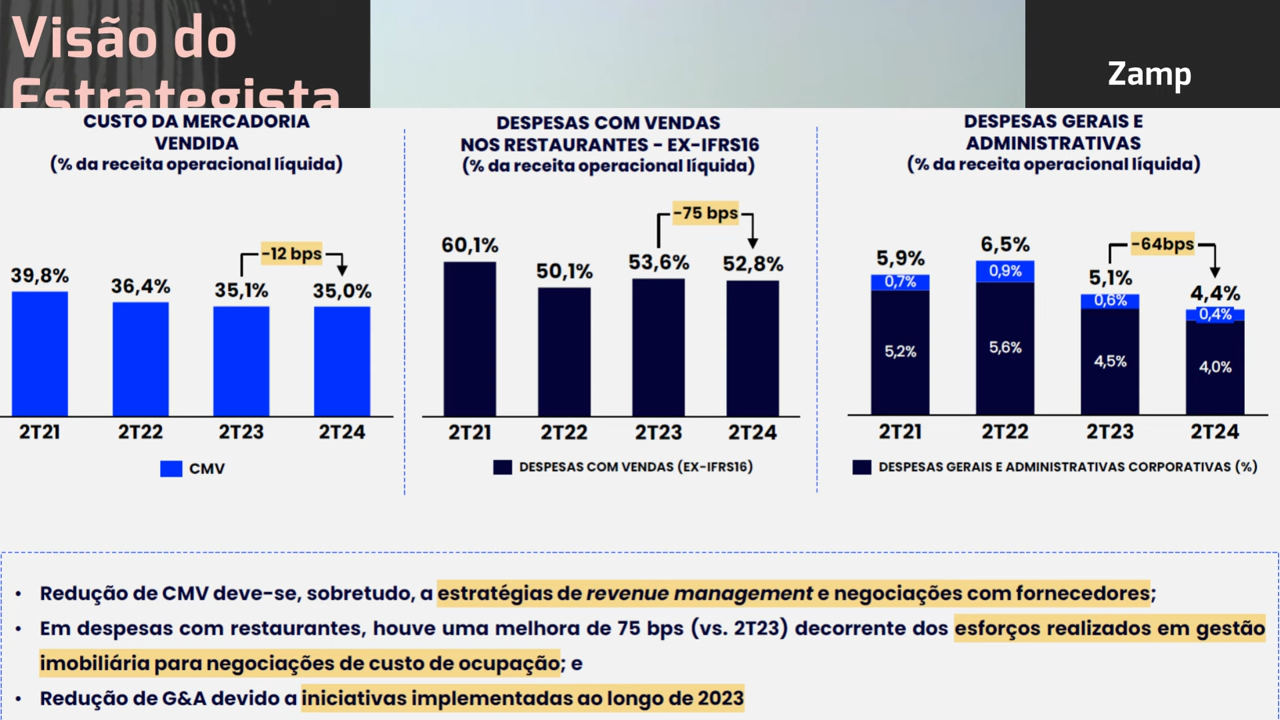 Visão do
Estrategista
Zamp
CUSTO DA MERCADORIA
VENDIDA
(% da receita operacional líquida)
-12 bps
39,8%
36,4%
35,1%
35,0%
2T21
2T22
2T23
2T24
CMV
DESPESAS COM VENDAS
NOS RESTAURANTES - EX-IFRS16
(% da receita operacional líquida)
-75 bps
60,1%
50,1%
53,6%
52,8%
2T21
2T22
2T23
2T24
DESPESAS COM VENDAS (EX-IFRS16)
DESPESAS GERAIS E
ADMINISTRATIVAS
(% da receita operacional líquida)
-64bps
5,9%
6,5%
5,1%
4,4%
0,7%
0,9%
0,6%
0,4%
5,2%
5,6%
4,5%
4,0%
2T21
2T22
2T23
2T24
DESPESAS GERAIS E ADMINISTRATIVAS CORPORATIVAS (%)
• Redução de CMV deve-se, sobretudo, a estratégias de revenue management e negociações com fornecedores;
• Em despesas com restaurantes, houve uma melhora de 75 bps (vs. 2T23) decorrente dos esforços realizados em gestão
imobiliária para negociações de custo de ocupação; e
• Redução de G&A devido a iniciativas implementadas ao longo de 2023